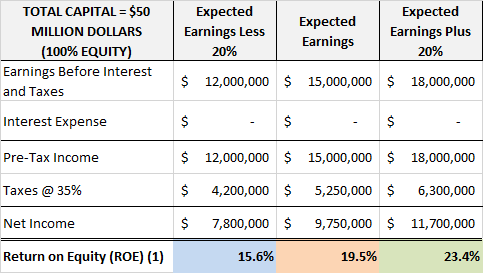 TOTAL CAPITAL = $50 MILLION DOLLARS (100% EQUITY) Expected Earnings Less 20% Expected Earnings Expected Earnings Plus 20%
Earnings Before Interest and Taxes $ 12,000,000 $ 15,000,000 $ 18,000,000
Interest Expense $ - $ - $ -
Pre-Tax Income $ 12,000,000 $ 15,000,000 $ 18,000,000
Taxes @ 35% $ 4,200,000 $ 5,250,000 $ 6,300,000
Net Income $ 7,800,000 $ 9,750,000 $ 11,700,000
Return on Equity (ROE) (1) 15.6% 19.5% 23.4%